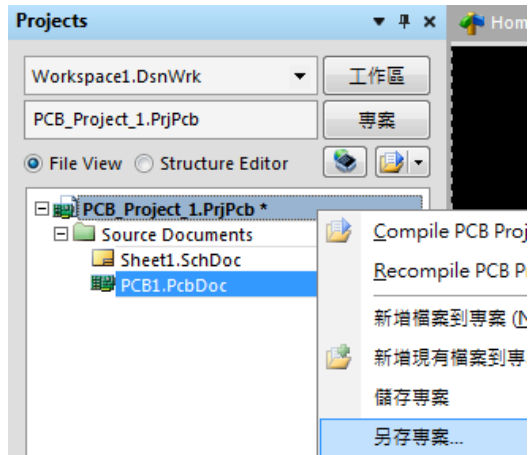 Projects
Hom
Workspace1.DsnWrk
工作區
PCB_Project_1.PrjPcb
專案
File View
Structure Editor
PCB_Project_1.PrjPcb *
Source Documents
Sheet1.SchDoc
PCB1.PcbDoc
Compile PCB Proj
Recompile PCB P
新增檔案到專案 (N
新增現有檔案到專
儲存專案
另存專案...